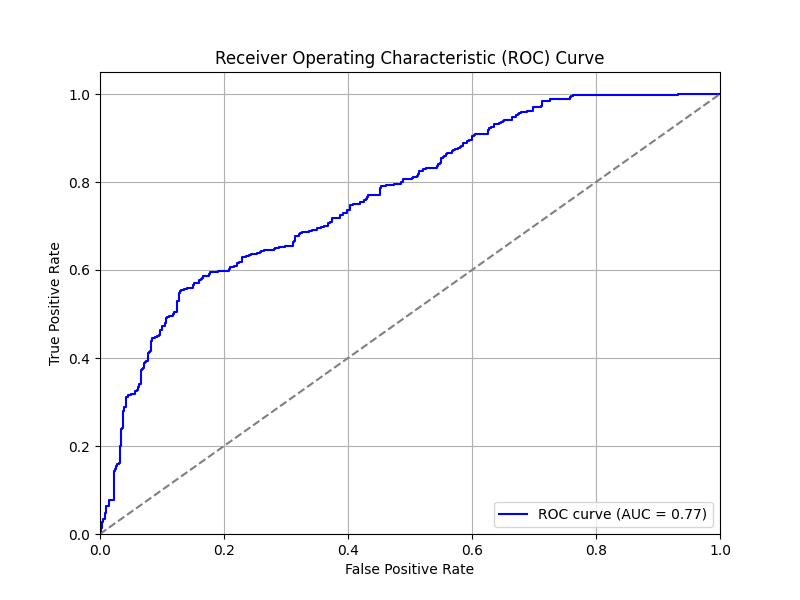 Receiver Operating Characteristic (ROC) Curve
1.0
0.8
0.6
0.4
0.2
0.0
True Positive Rate
ROC curve (AUC = 0.77)
0.0 0.2 0.4 0.6 0.8 1.0
False Positive Rate